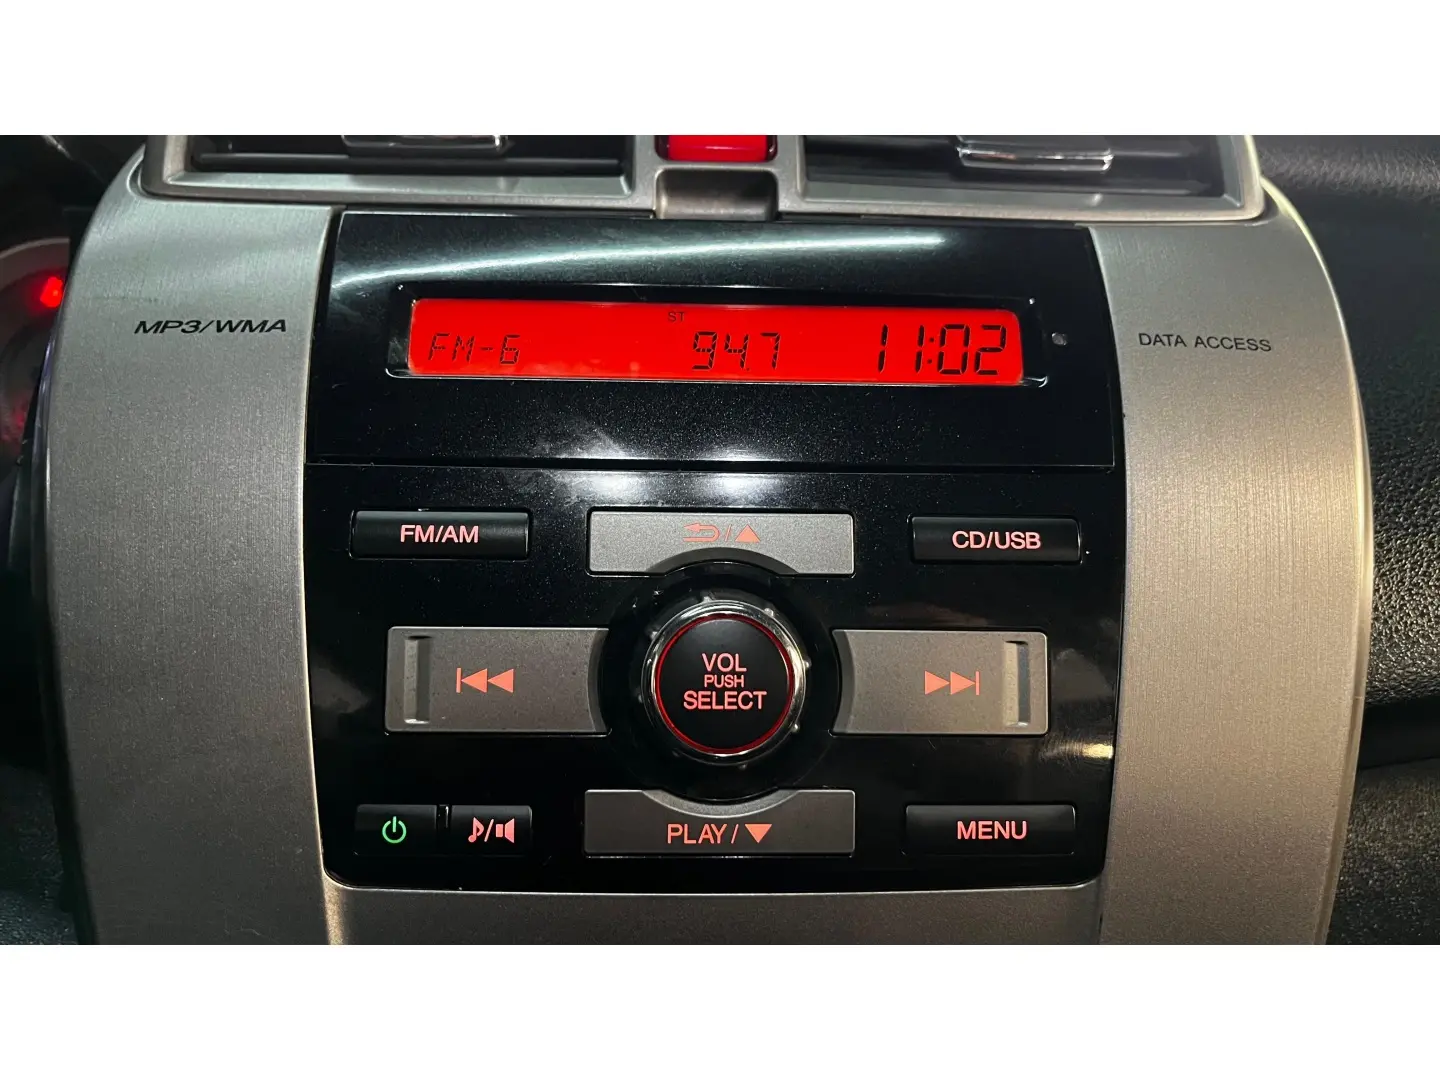 MP3/WMA
DATA ACCESS
ST
FM-6 94.7 11:02
FM/AM
CD/USB
VOL
PUSH
SELECT
PLAY/
MENU